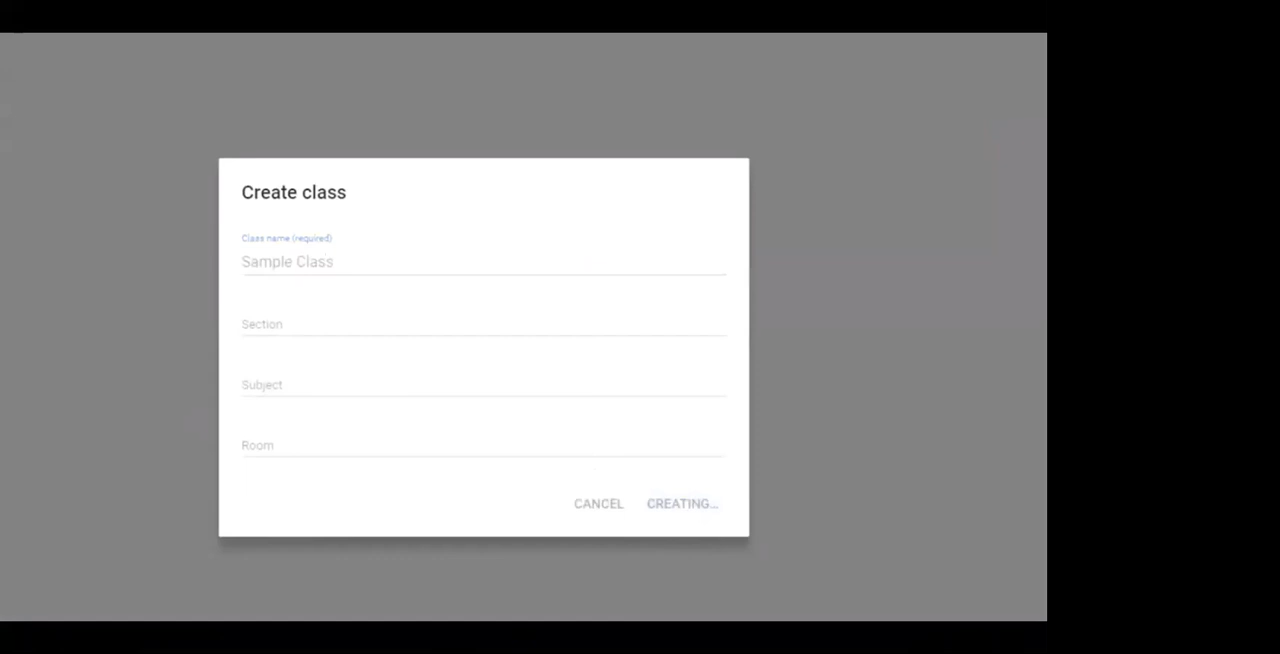 Create class
Class name (required)
Sample Class
Section
Subject
Room
CANCEL CREATING...